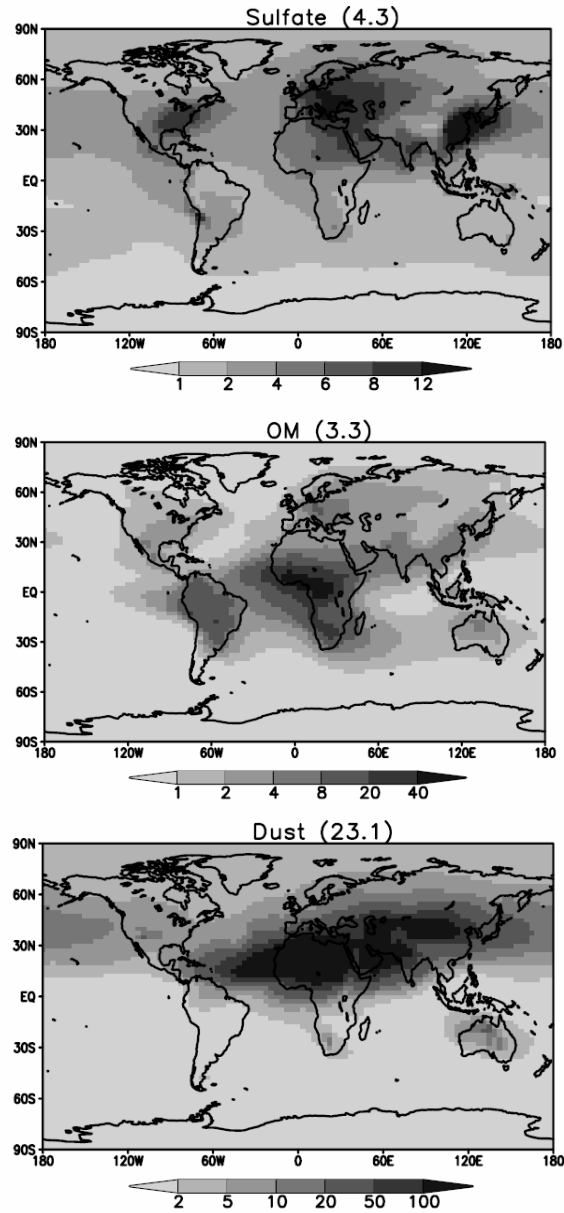 Sulfate (4.3)
90N
60N
30N
EQ
30S
60S
90S
180 120W 60W 0 60E 120E 180
1 2 4 6 8 12
OM (3.3)
90N
60N
30N
EQ
30S
60S
90S
180 120W 60W 0 60E 120E 180
1 2 4 8 20 40
Dust (23.1)
90N
60N
30N
EQ
30S
60S
90S
180 120W 60W 0 60E 120E 180
2 5 10 20 50 100